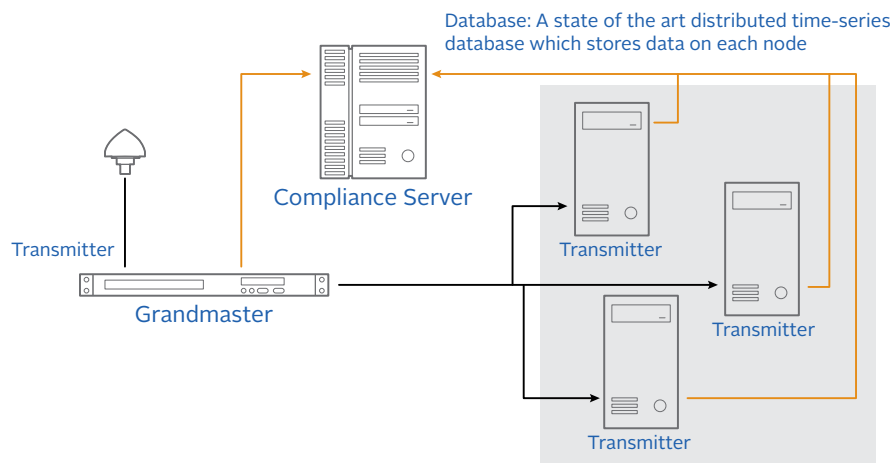 Database: A state of the art distributed time-series
database which stores data on each node
Compliance Server
Transmitter
Grandmaster
Transmitter
Transmitter
Transmitter